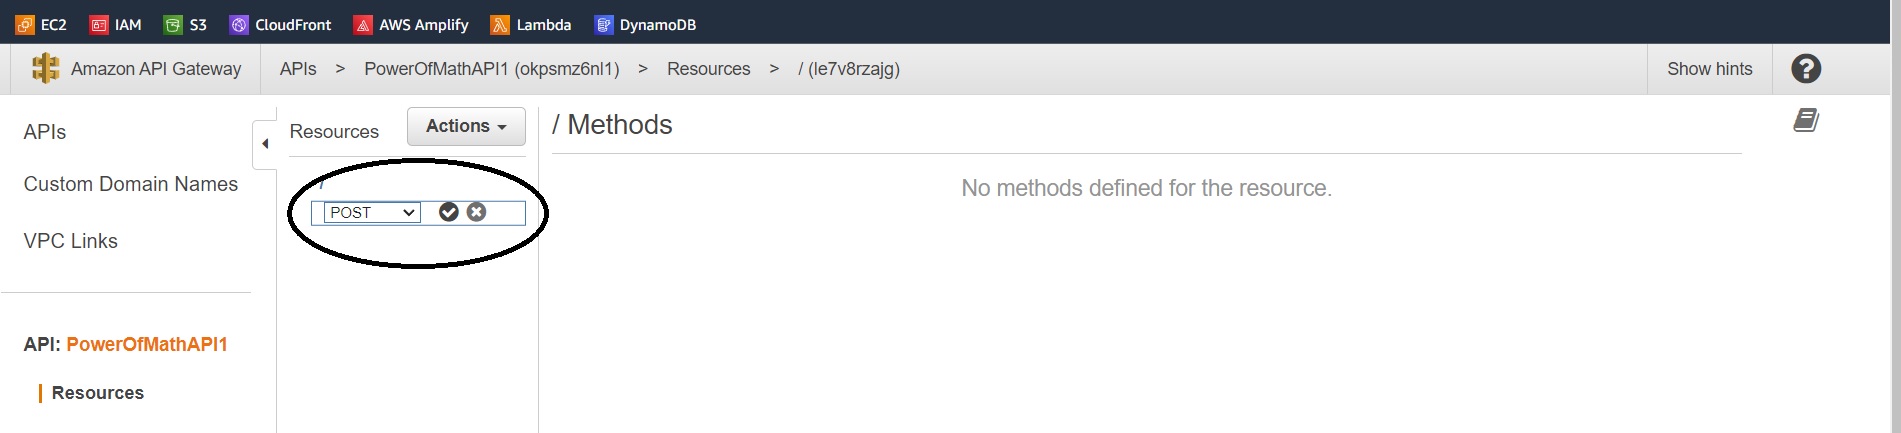 EC2 IAM S3 CloudFront AWS Amplify Lambda DynamoDB
Amazon API Gateway APIs > PowerOfMathAPI1 (okpsmz6nl1) > Resources > / (le7v8rzajg) Show hints ?
APIs
Custom Domain Names
VPC Links
API: PowerOfMathAPI1
Resources
Resources Actions
/
POST
/ Methods
No methods defined for the resource.